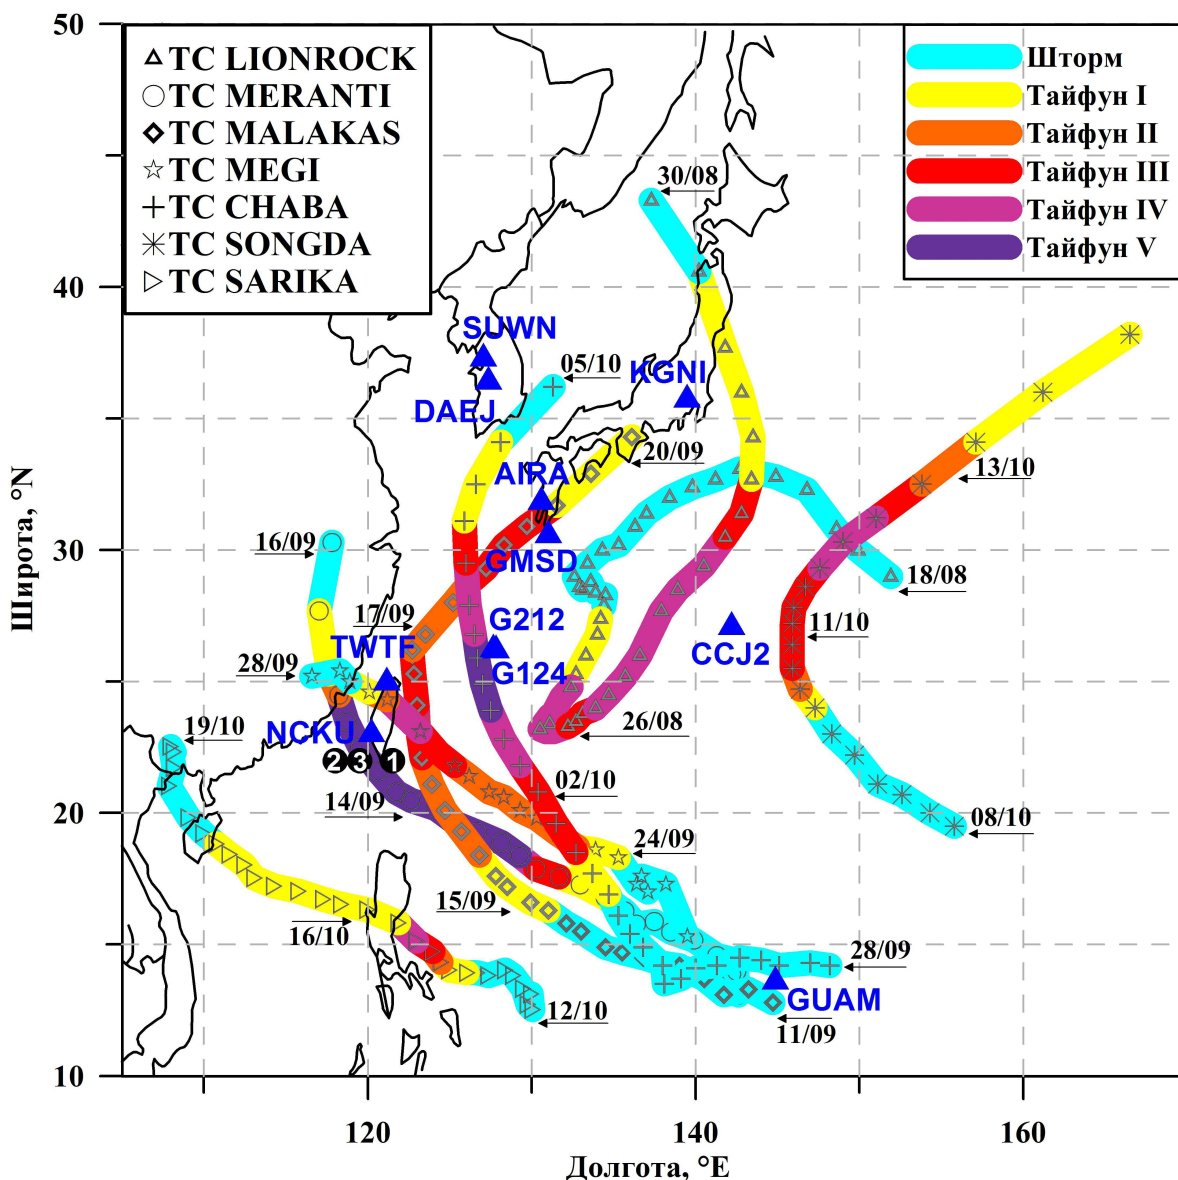 50
TC LIONROCK
TC MERANTI
TC MALAKAS
TC MEGI
TC CHABA
TC SONGDA
TC SARIKA
Шторм
Тайфун I
Тайфун II
Тайфун III
Тайфун IV
Тайфун V
30/08
40
SUWN
05/10
KGNI
DAEJ
20/09
13/10
AIRA
30
16/09
GMSD
18/08
17/09
G212
11/10
TWTF
CCJ2
28/09
G124
26/08
19/10
NCKU
2
3
1
02/10
14/09
20
08/10
24/09
15/09
16/10
28/09
GUAM
12/10
11/09
10
120
140
160
Широта, °N
Долгота, °E